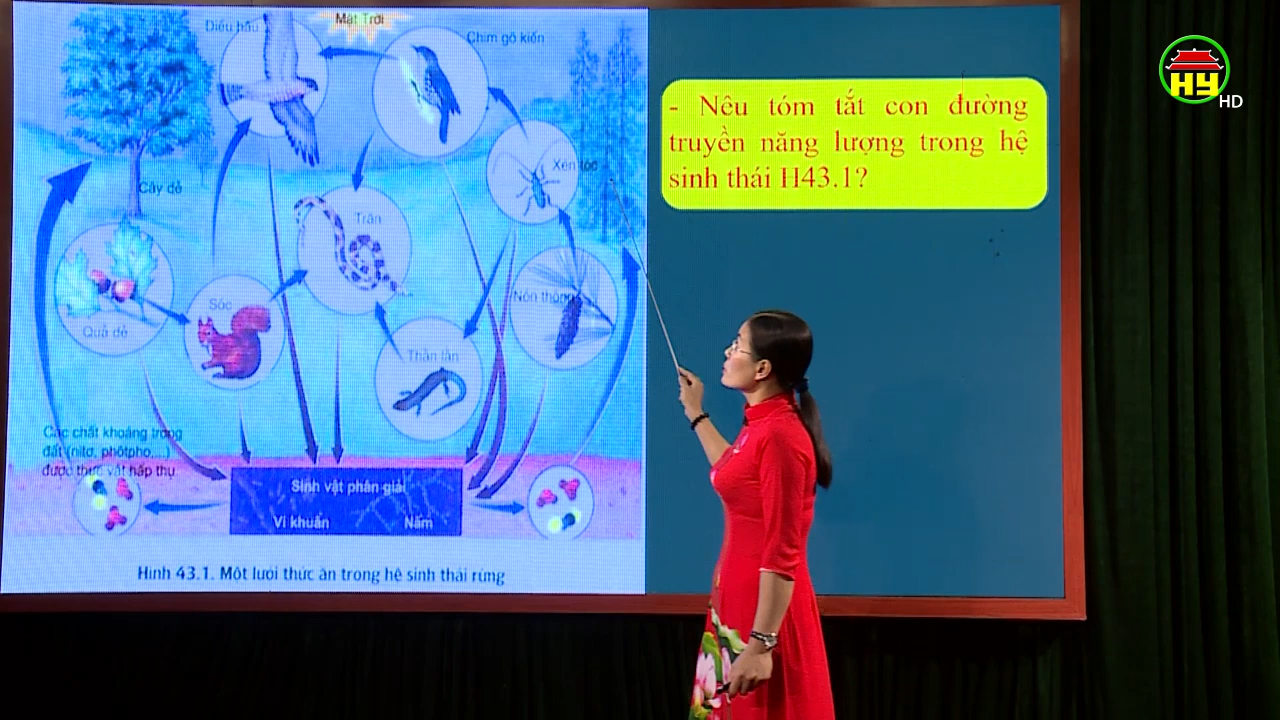 Mặt Trời
Diều hâu
Chim gõ kiến
Xén tóc
Cây dẻ
Trăn
Nón thông
Sóc
Quả dẻ
Thằn lằn
Các chất khoáng trong
đất (nitơ, phôtpho,...)
được thực vật hấp thụ.
Sinh vật phân giải
Vi khuẩn Nấm
Hình 43.1. Một lưới thức ăn trong hệ sinh thái rừng
- Nêu tóm tắt con đường
truyền năng lượng trong hệ
sinh thái H43.1?
HY
HD